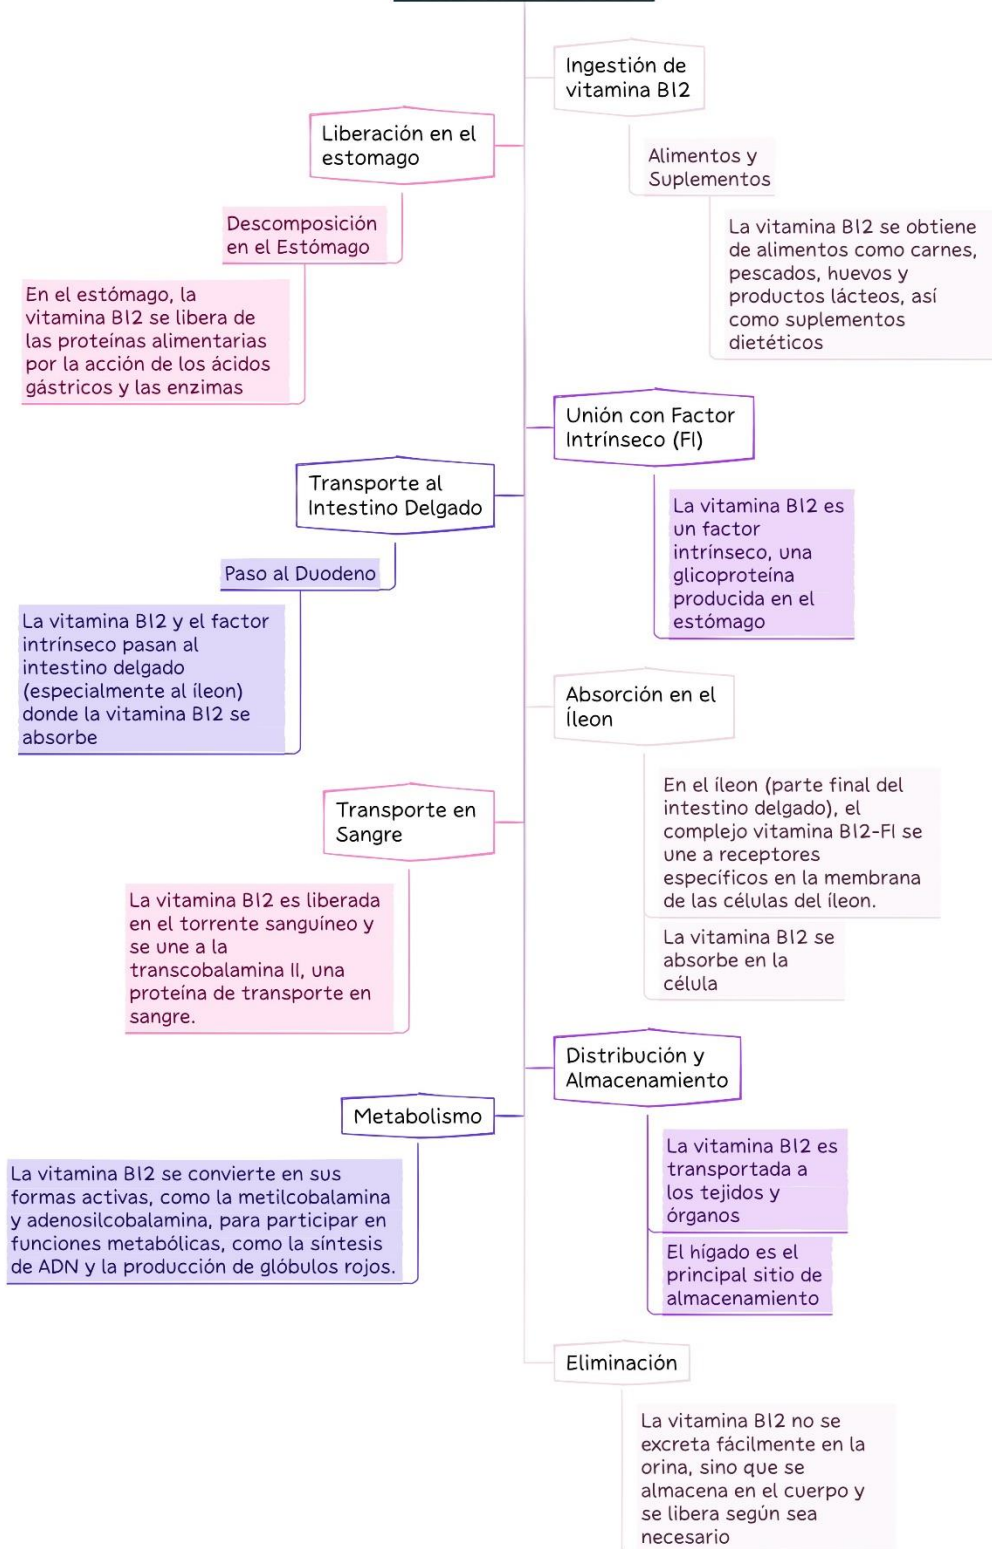 Ingestión de
vitamina B12
Alimentos y
Suplementos
La vitamina B12 se obtiene
de alimentos como carnes,
pescados, huevos y
productos lácteos, así
como suplementos
dietéticos
Liberación en el
estomago
Descomposición
en el Estómago
En el estómago, la
vitamina B12 se libera de
las proteínas alimentarias
por la acción de los ácidos
gástricos y las enzimas
Unión con Factor
Intrínseco (FI)
La vitamina B12 es
un factor
intrínseco, una
glicoproteína
producida en el
estómago
Transporte al
Intestino Delgado
Paso al Duodeno
La vitamina B12 y el factor
intrínseco pasan al
intestino delgado
(especialmente al íleon)
donde la vitamina B12 se
absorbe
Absorción en el
Íleon
En el íleon (parte final del
intestino delgado), el
complejo vitamina B12-FI se
une a receptores
específicos en la membrana
de las células del íleon.
La vitamina B12 se
absorbe en la
célula
Transporte en
Sangre
La vitamina B12 es liberada
en el torrente sanguíneo y
se une a la
transcobalamina II, una
proteína de transporte en
sangre.
Distribución y
Almacenamiento
La vitamina B12 es
transportada a
los tejidos y
órganos
El hígado es el
principal sitio de
almacenamiento
Metabolismo
La vitamina B12 se convierte en sus
formas activas, como la metilcobalamina
y adenosilcobalamina, para participar en
funciones metabólicas, como la síntesis
de ADN y la producción de glóbulos rojos.
Eliminación
La vitamina B12 no se
excreta fácilmente en la
orina, sino que se
almacena en el cuerpo y
se libera según sea
necesario